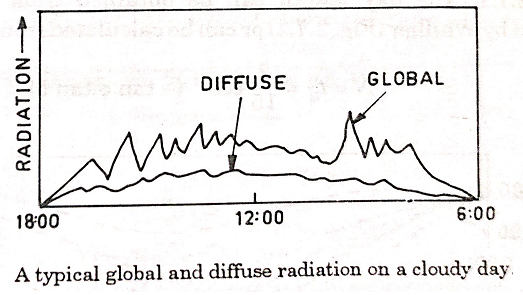 DIFFUSE
GLOBAL
RADIATION
18:00
12:00
6:00
A typical global and diffuse radiation on a cloudy day.